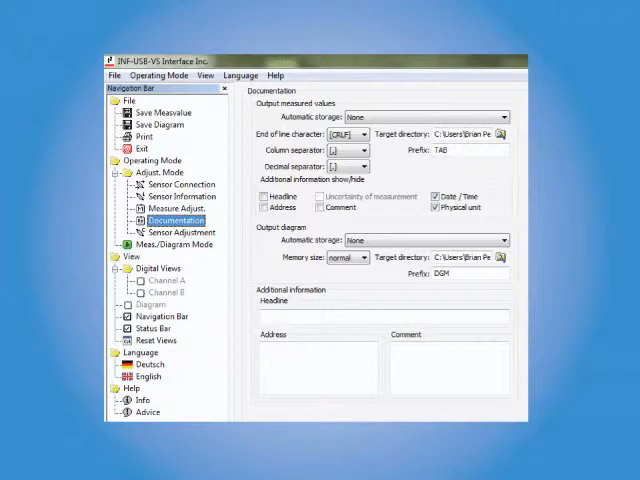 INF-USB-VS Interface Inc.
File Operating Mode View Language Help
Navigation Bar
File
Save Measvalue
Save Diagram
Print
Exit
Operating Mode
Adjust. Mode
Sensor Connection
Sensor Information
Measure Adjust.
Documentation
Sensor Adjustment
Meas./Diagram Mode
View
Digital Views
Channel A
Channel B
Diagram
Navigation Bar
Status Bar
Reset Views
Language
Deutsch
English
Help
Info
Advice
Documentation
Output measured values
Automatic storage: None
End of line character: [CRLF] Target directory: C:\Users\Brian Pe
Column separator: [,] Prefix: TAB
Decimal separator: [.]
Additional information show/hide
Headline Uncertainty of measurement Date / Time
Address Comment Physical unit
Output diagram
Automatic storage: None
Memory size: normal Target directory: C:\Users\Brian Pe
Prefix: DGM
Additional information
Headline
Address Comment